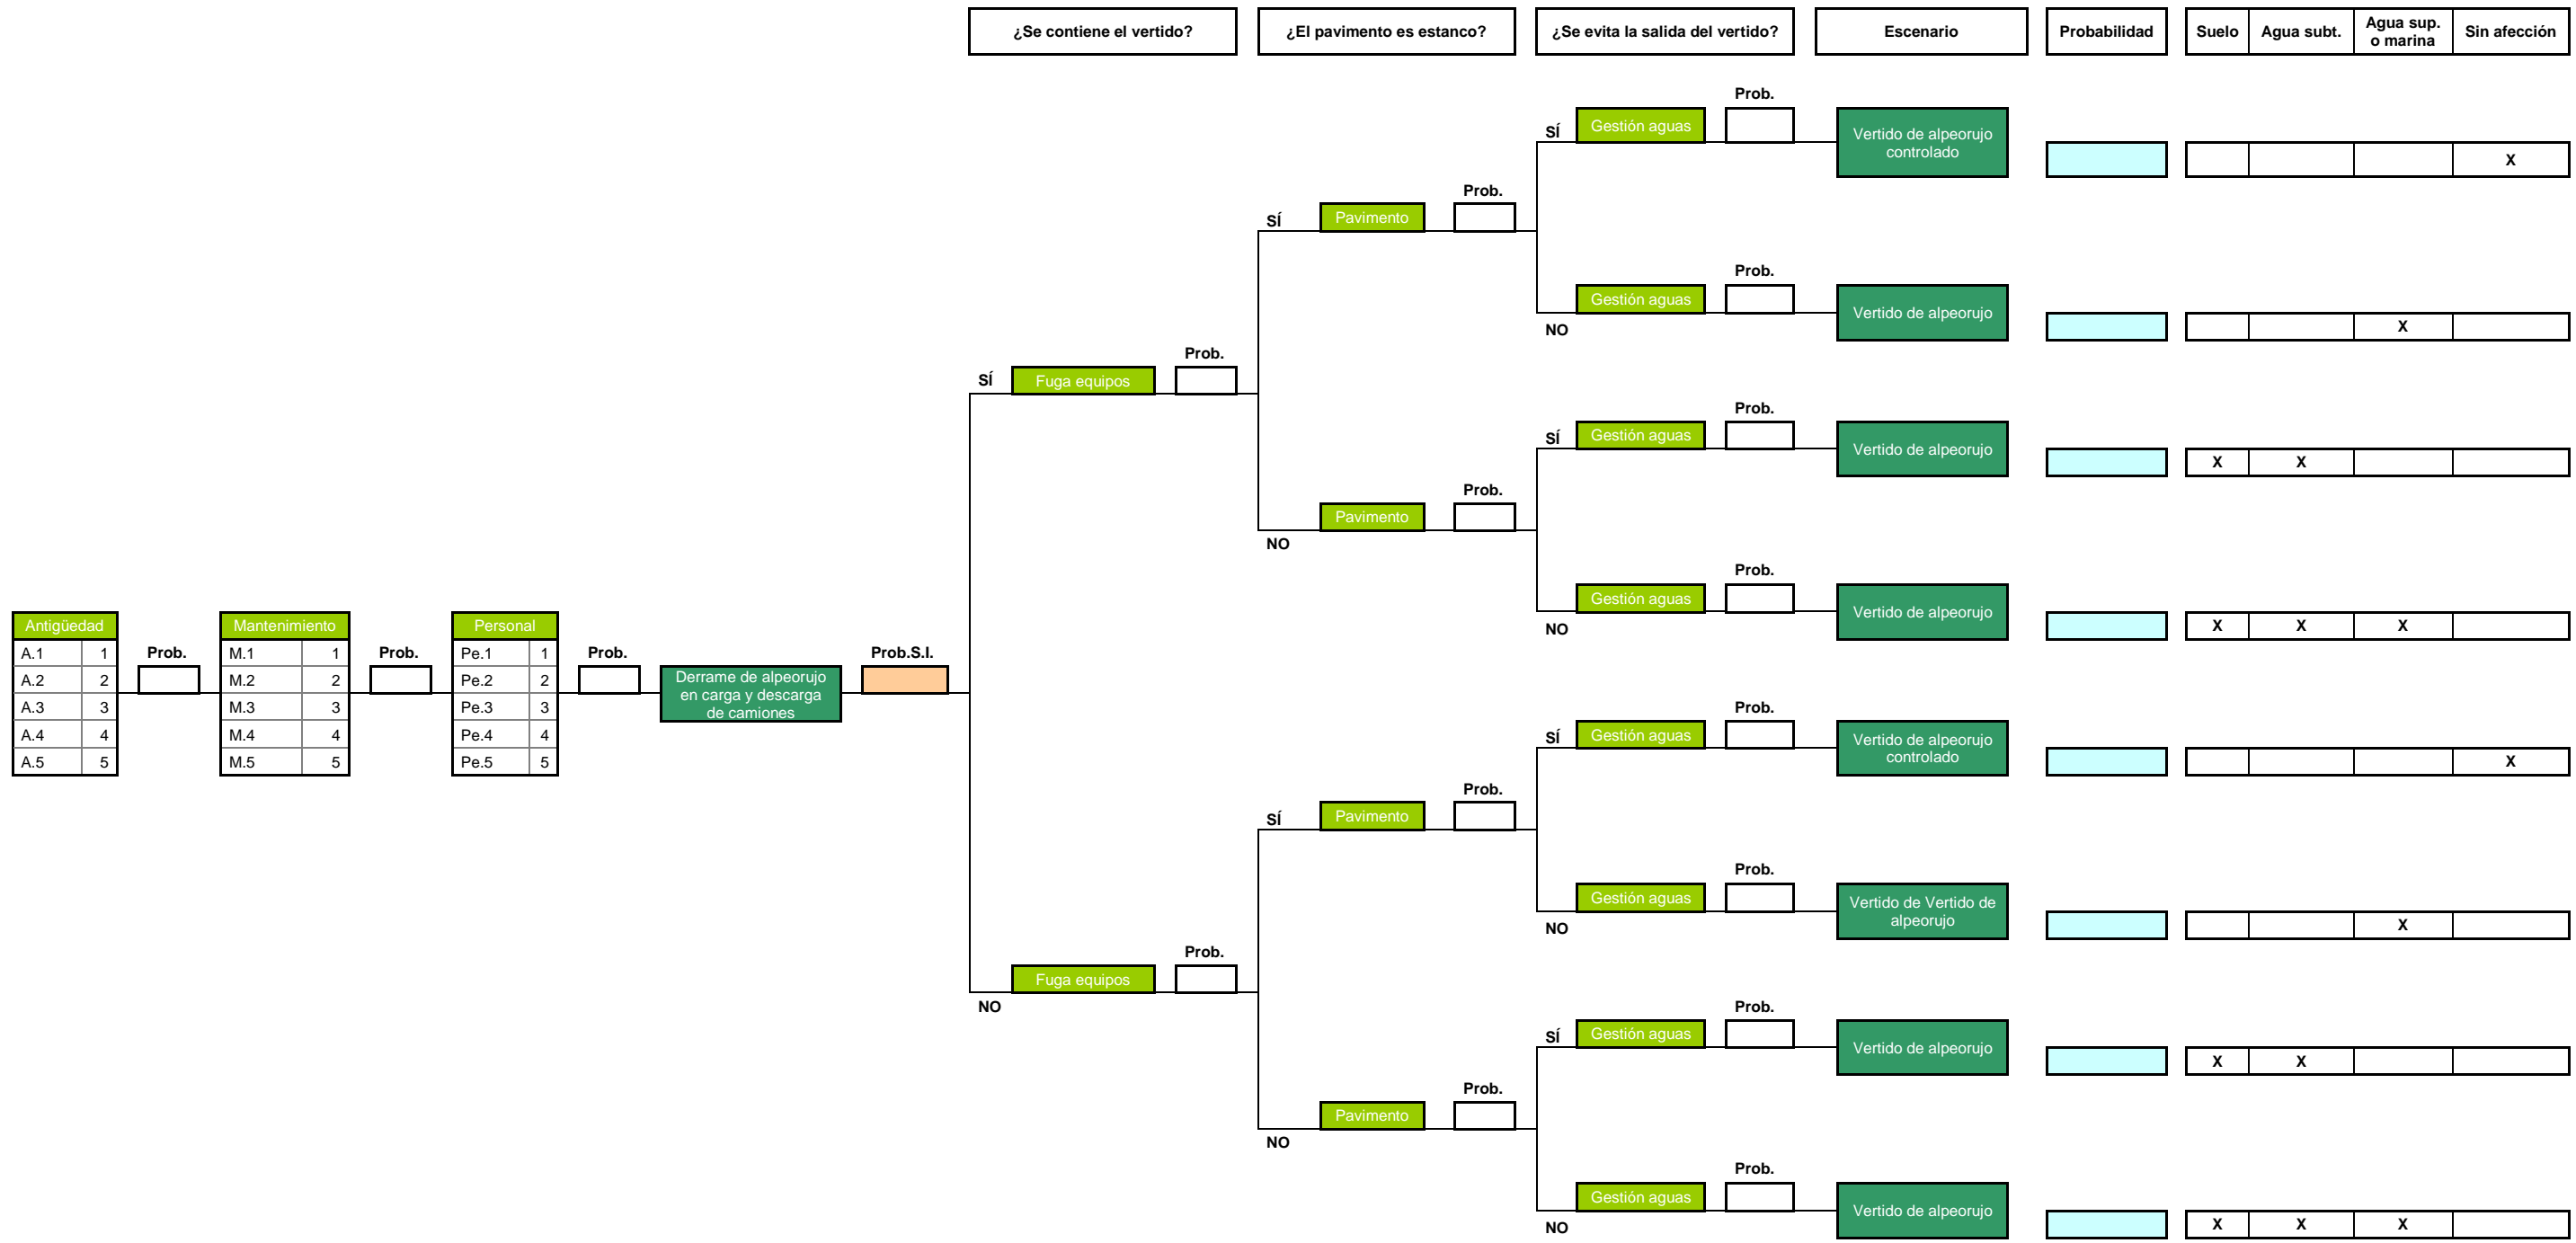 ¿Se contiene el vertido?
¿El pavimento es estanco?
¿Se evita la salida del vertido?
Escenario
Probabilidad
Suelo
Agua subt.
Agua sup.
o marina
Sin afección
Prob.
SÍ
Gestión aguas
Vertido de alpeorujo
controlado
X
Prob.
SÍ
Pavimento
Prob.
Gestión aguas
NO
Vertido de alpeorujo
X
Prob.
SÍ
Fuga equipos
Prob.
SÍ
Gestión aguas
Vertido de alpeorujo
X
X
Prob.
Pavimento
NO
Prob.
Gestión aguas
NO
Vertido de alpeorujo
X
X
X
Antigüedad
A.1 1
A.2 2
A.3 3
A.4 4
A.5 5
Prob.
Mantenimiento
M.1 1
M.2 2
M.3 3
M.4 4
M.5 5
Prob.
Personal
Pe.1 1
Pe.2 2
Pe.3 3
Pe.4 4
Pe.5 5
Prob.
Derrame de alpeorujo
en carga y descarga
de camiones
Prob.S.I.
Prob.
SÍ
Gestión aguas
Vertido de alpeorujo
controlado
X
Prob.
SÍ
Pavimento
Prob.
Gestión aguas
NO
Vertido de Vertido de
alpeorujo
X
Prob.
Fuga equipos
NO
Prob.
SÍ
Gestión aguas
Vertido de alpeorujo
X
X
Prob.
Pavimento
NO
Prob.
Gestión aguas
NO
Vertido de alpeorujo
X
X
X